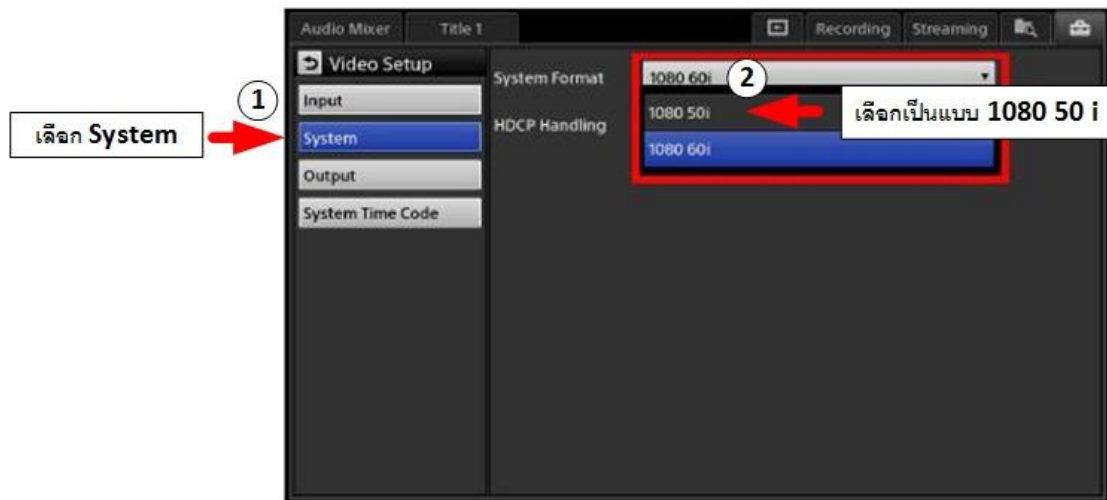 Audio Mixer
Title 1
Recording
Streaming
Video Setup
Input
System
Output
System Time Code
System Format
1080 60i
HDCP Handling
1080 50i
1080 60i
1
เลือก System
2
เลือกเป็นแบบ 1080 50 i